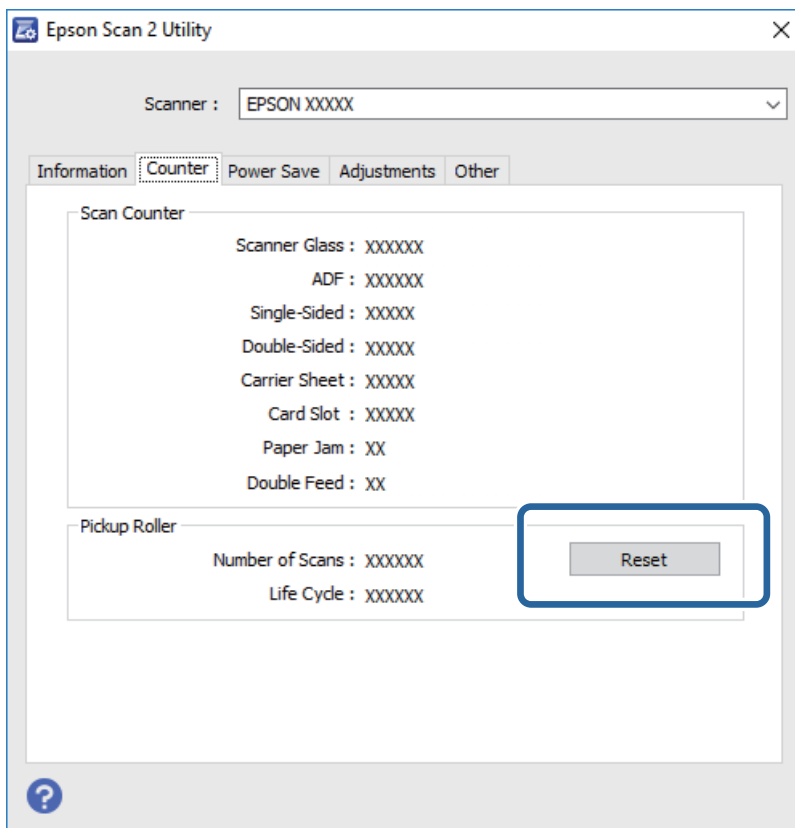 Epson Scan 2 Utility
Scanner : EPSON XXXXX
Information Counter Power Save Adjustments Other
Scan Counter
Scanner Glass : XXXXXX
ADF : XXXXXX
Single-Sided : XXXXX
Double-Sided : XXXXX
Carrier Sheet : XXXXX
Card Slot : XXXXX
Paper Jam : XX
Double Feed : XX
Pickup Roller
Number of Scans : XXXXXX Reset
Life Cycle : XXXXXX
?